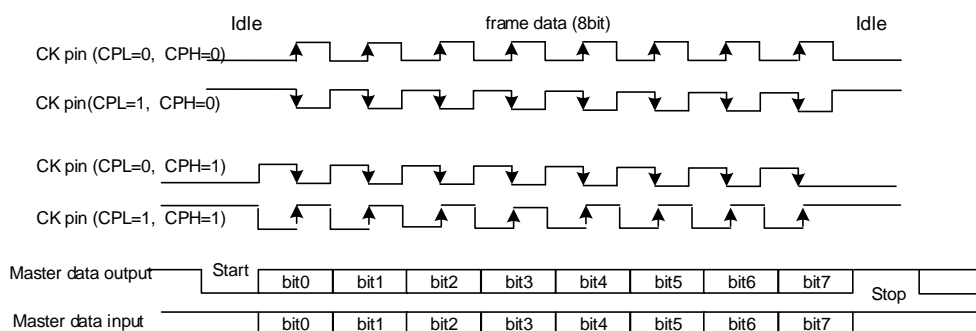 Idle frame data (8bit) Idle
CK pin (CPL=0, CPH=0)
CK pin(CPL=1, CPH=0)
CK pin (CPL=0, CPH=1)
CK pin (CPL=1, CPH=1)
Master data output Start bit0 bit1 bit2 bit3 bit4 bit5 bit6 bit7 Stop
Master data input bit0 bit1 bit2 bit3 bit4 bit5 bit6 bit7